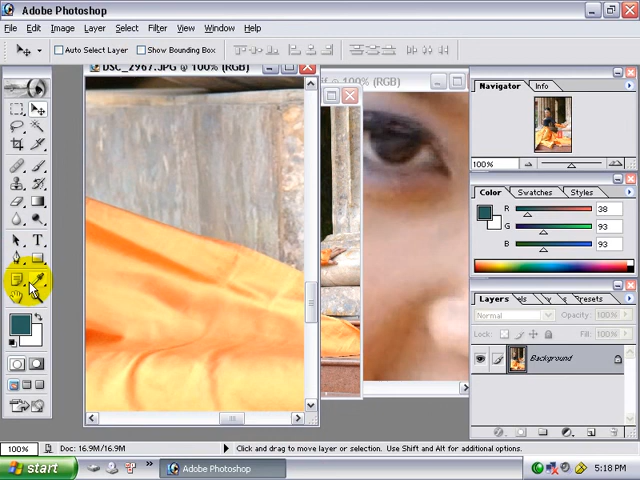 Adobe Photoshop
File Edit Image Layer Select Filter View Window Help
Auto Select Layer Show Bounding Box
DSC_2967.JPG @ 100% (RGB)
@ 100% (RGB)
Navigator Info
100%
Color Swatches Styles
R 38
G 93
B 93
Layers
Presets
Normal Opacity: 100%
Lock: Fill: 100%
Background
T
100% Doc: 16.9M/16.9M Click and drag to move layer or selection. Use Shift and Alt for additional options.
start Adobe Photoshop 5:18 PM